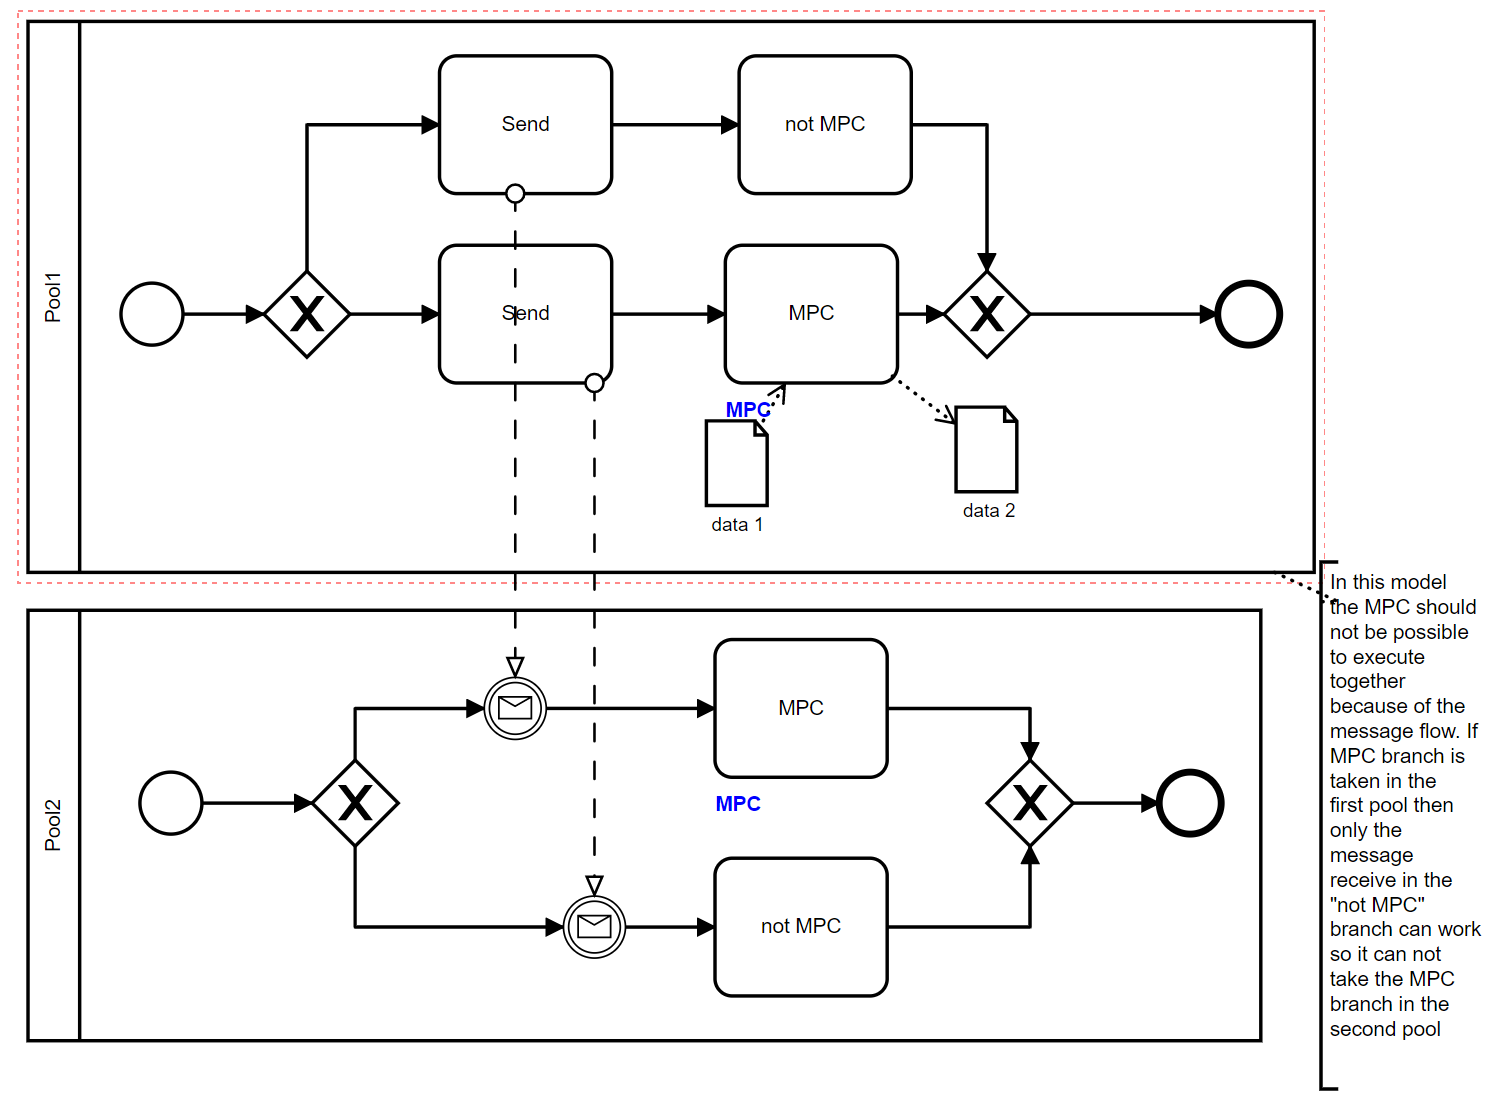 Pool1
Send
not MPC
Send
MPC
MPC
data 1
data 2
Pool2
MPC
MPC
not MPC
In this model
the MPC should
not be possible
to execute
together
because of the
message flow. If
MPC branch is
taken in the
first pool then
only the
message
receive in the
"not MPC"
branch can work
so it can not
take the MPC
branch in the
second pool